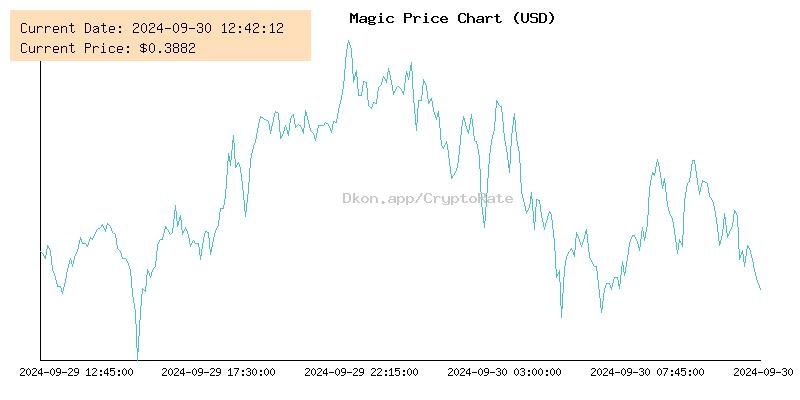 Magic Price Chart (USD)
Current Date: 2024-09-30 12:42:12
Current Price: $0.3882
Dkon.app/CryptoRate
2024-09-29 12:45:00 2024-09-29 17:30:00 2024-09-29 22:15:00 2024-09-30 03:00:00 2024-09-30 07:45:00 2024-09-30